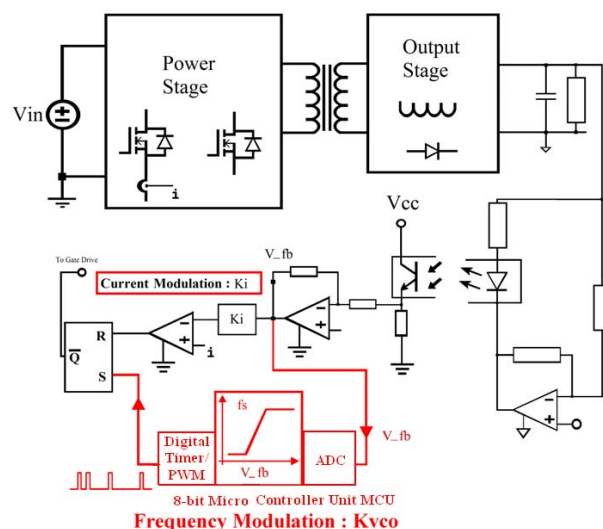 Power
Stage
Output
Stage
Vin
i
Vcc
To Gate Drive
V_fb
Current Modulation : Ki
Ki
R
Q
S
i
fs
V_fb
Digital
Timer/
PWM
V_fb
ADC
8-bit Micro Controller Unit MCU
Frequency Modulation : Kvco